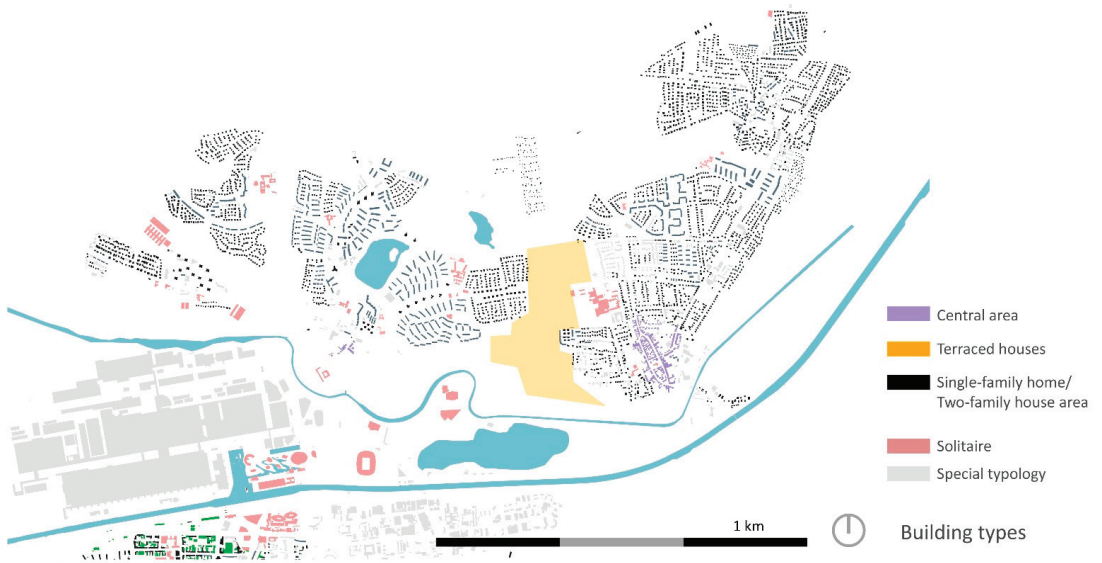 Central area
Terraced houses
Single-family home/
Two-family house area
Solitaire
Special typology
1 km
Building types